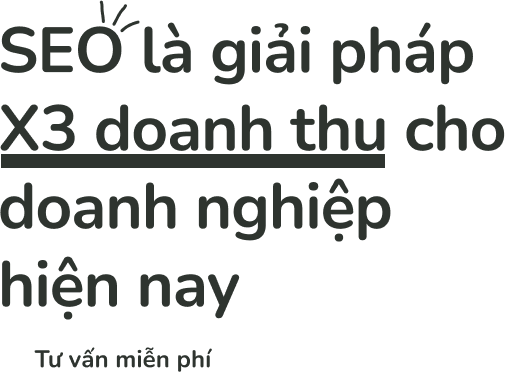 SEO là giải pháp
X3 doanh thu cho
doanh nghiệp
hiện nay
Tư vấn miễn phí